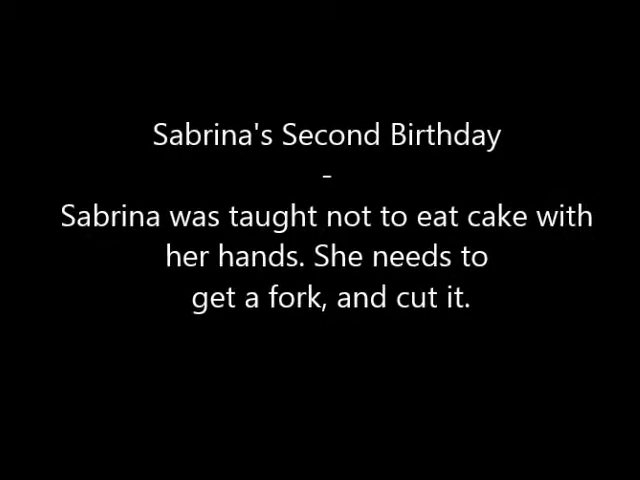 Sabrina's Second Birthday
-
Sabrina was taught not to eat cake with
her hands. She needs to
get a fork, and cut it.